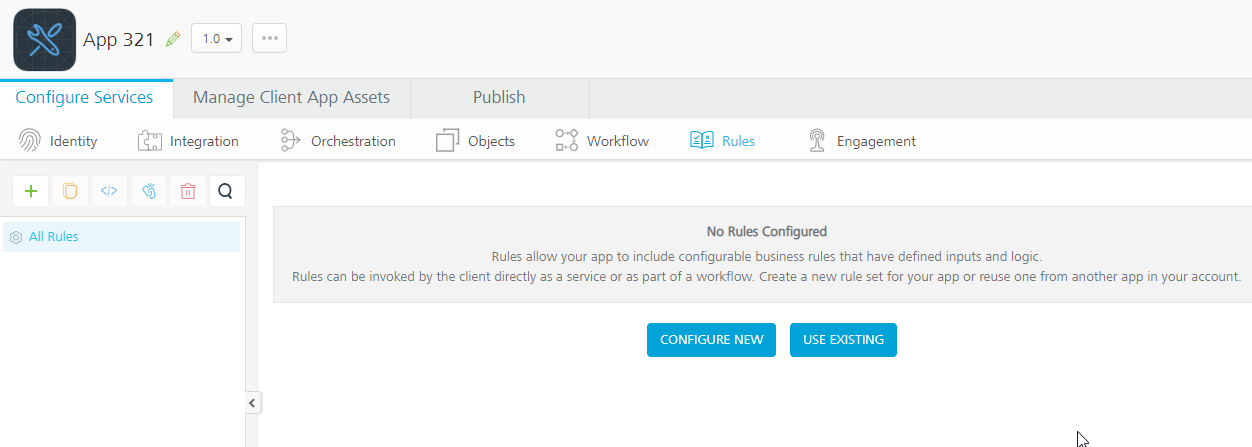 App 321
1.0
Configure Services
Manage Client App Assets
Publish
Identity
Integration
Orchestration
Objects
Workflow
Rules
Engagement
All Rules
No Rules Configured
Rules allow your app to include configurable business rules that have defined inputs and logic.
Rules can be invoked by the client directly as a service or as part of a workflow. Create a new rule set for your app or reuse one from another app in your account.
CONFIGURE NEW
USE EXISTING